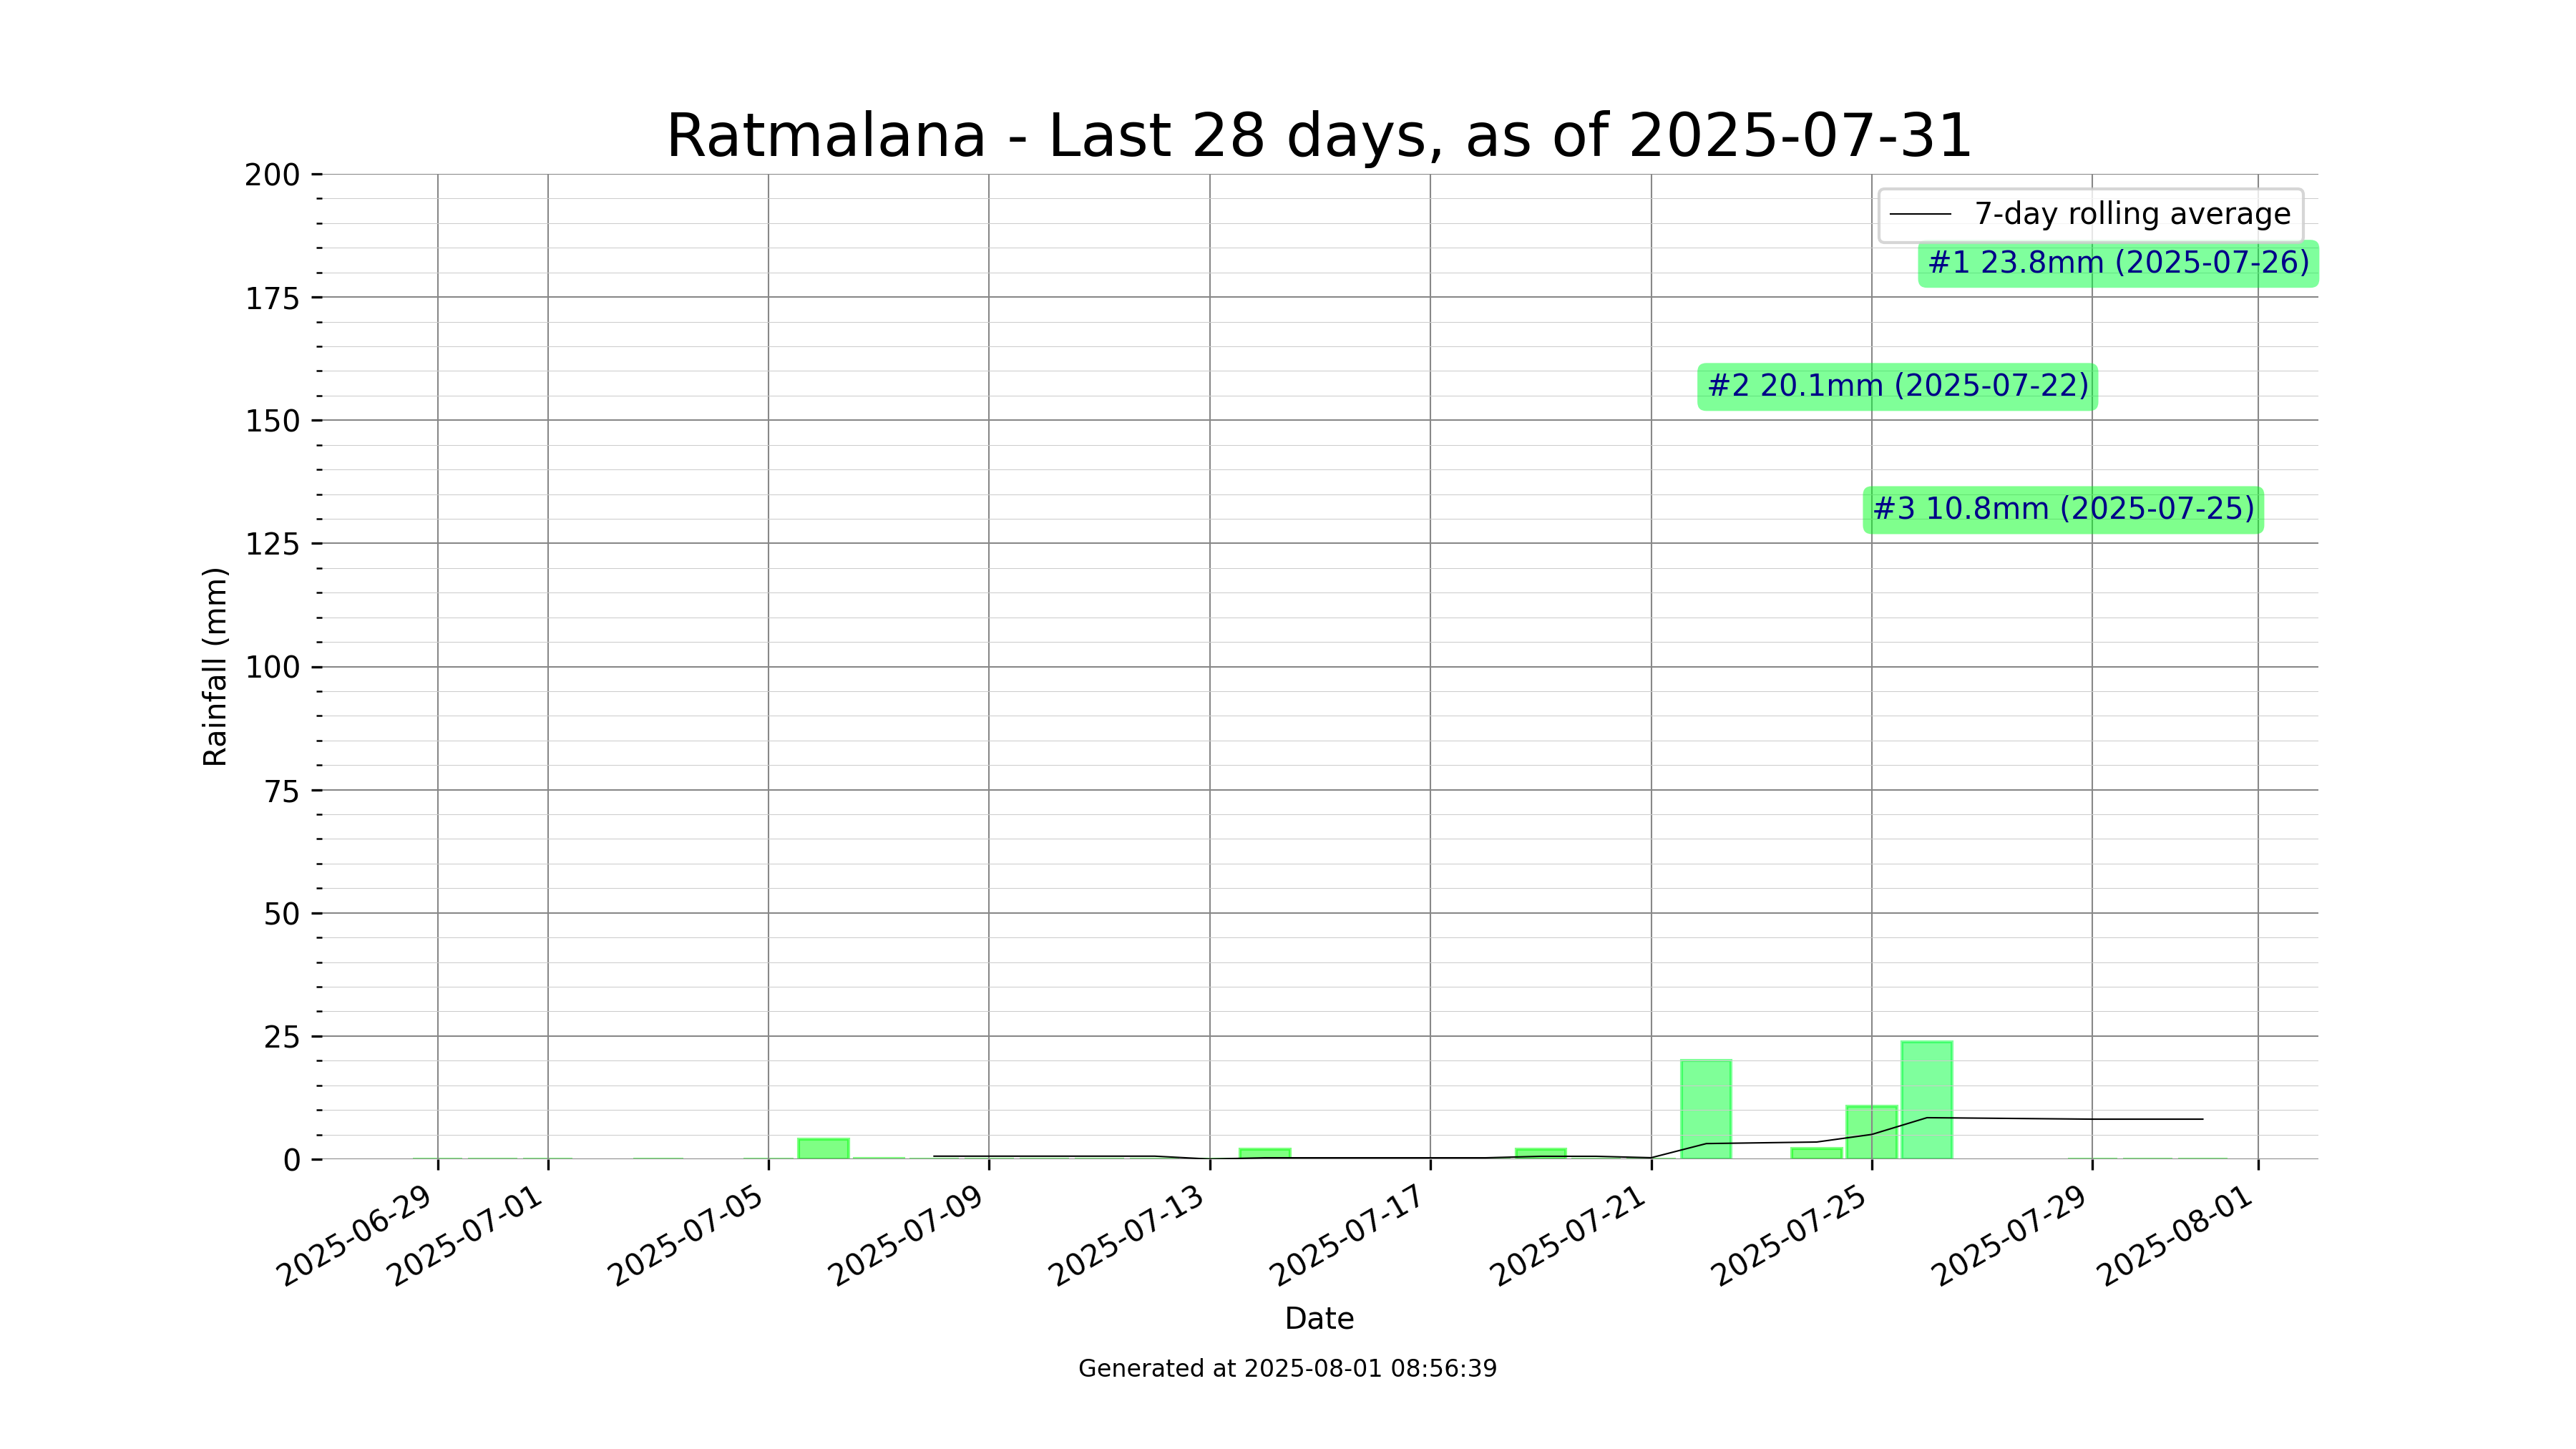 Ratmalana - Last 28 days, as of 2025-07-31
200
175
150
125
100
75
50
25
0
Rainfall (mm)
7-day rolling average
#1 23.8mm (2025-07-26)
#2 20.1mm (2025-07-22)
#3 10.8mm (2025-07-25)
2025-06-29
2025-07-01
2025-07-05
2025-07-09
2025-07-13
2025-07-17
2025-07-21
2025-07-25
2025-07-29
2025-08-01
Date
Generated at 2025-08-01 08:56:39